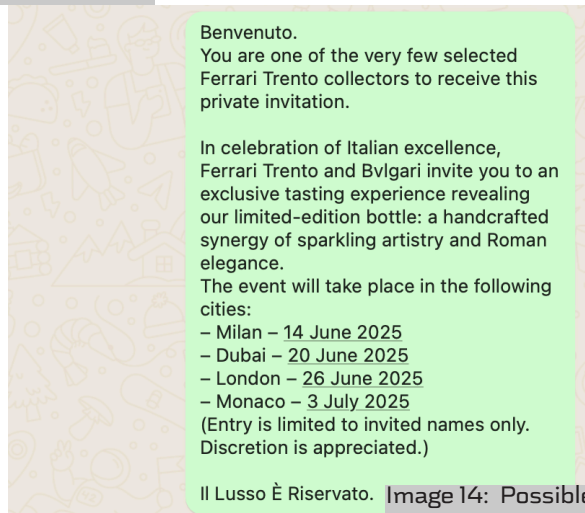 Benvenuto.
You are one of the very few selected
Ferrari Trento collectors to receive this
private invitation.
In celebration of Italian excellence,
Ferrari Trento and Bvlgari invite you to an
exclusive tasting experience revealing
our limited-edition bottle: a handcrafted
synergy of sparkling artistry and Roman
elegance.
The event will take place in the following
cities:
– Milan – 14 June 2025
– Dubai – 20 June 2025
– London – 26 June 2025
– Monaco – 3 July 2025
(Entry is limited to invited names only.
Discretion is appreciated.)
Il Lusso È Riservato.
Image 14: Possible